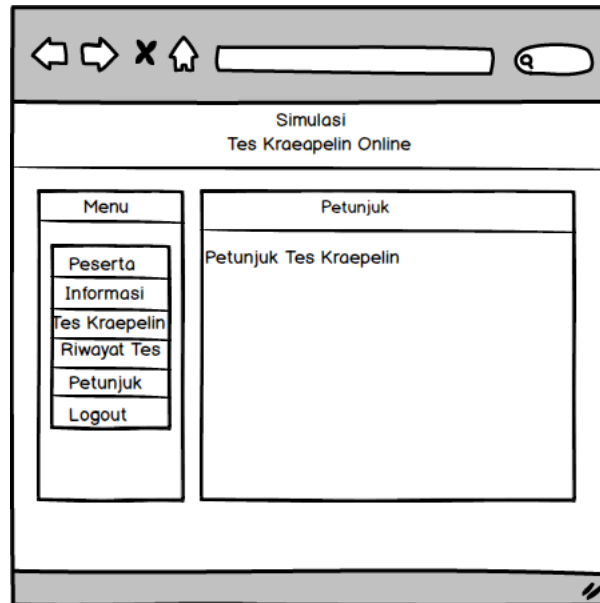 Simulasi
Tes Kraeapelin Online
Menu
Peserta
Informasi
Tes Kraepelin
Riwayat Tes
Petunjuk
Logout
Petunjuk
Petunjuk Tes Kraepelin